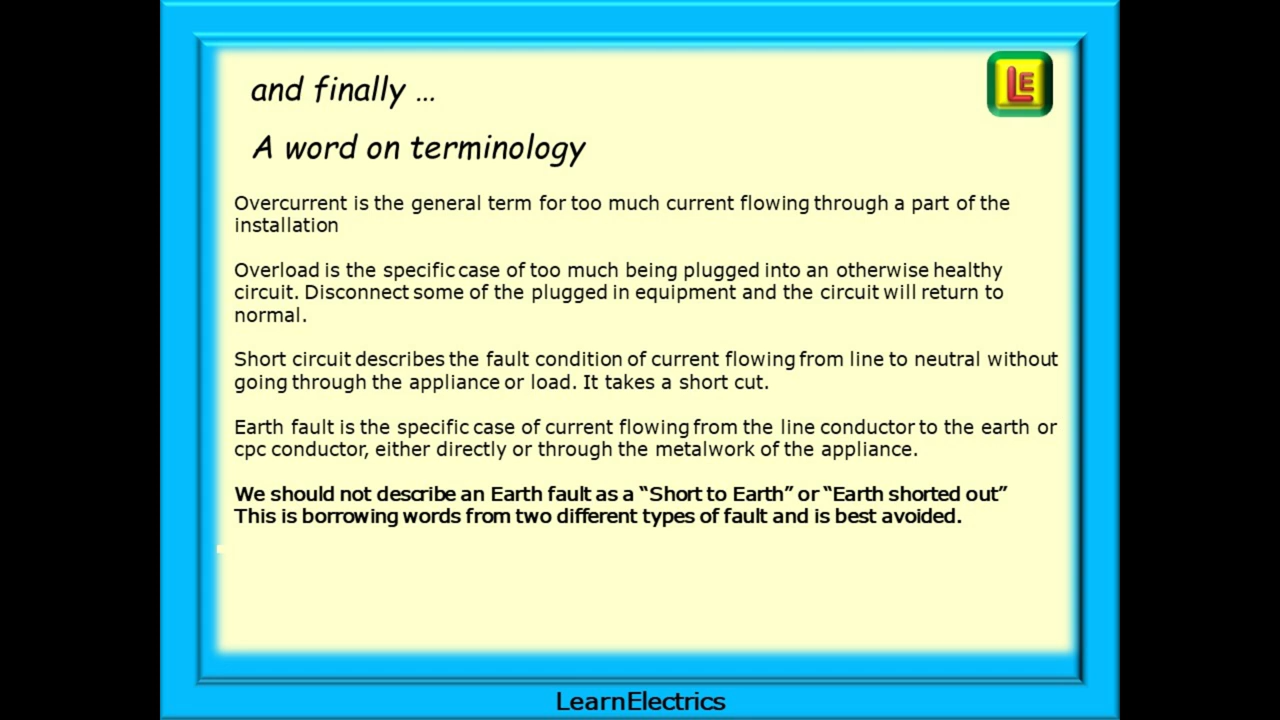 and finally ...
LE
A word on terminology
Overcurrent is the general term for too much current flowing through a part of the
installation
Overload is the specific case of too much being plugged into an otherwise healthy
circuit. Disconnect some of the plugged in equipment and the circuit will return to
normal.
Short circuit describes the fault condition of current flowing from line to neutral without
going through the appliance or load. It takes a short cut.
Earth fault is the specific case of current flowing from the line conductor to the earth or
cpc conductor, either directly or through the metalwork of the appliance.
We should not describe an Earth fault as a “Short to Earth” or “Earth shorted out”
This is borrowing words from two different types of fault and is best avoided.
LearnElectrics